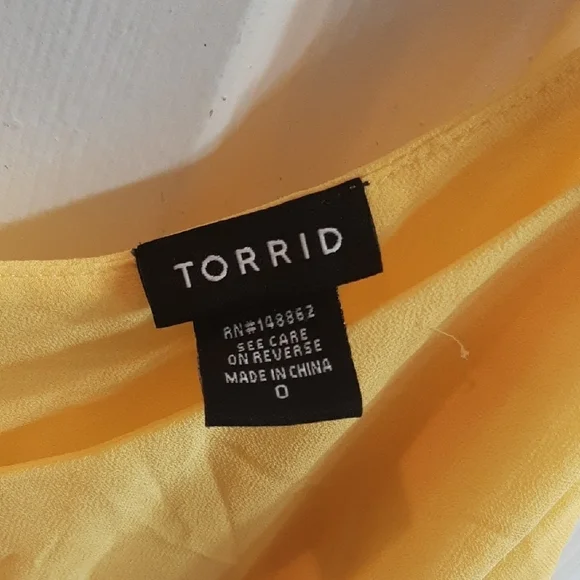 TORRID
RN#148862
SEE CARE
ON REVERSE
MADE IN CHINA
0